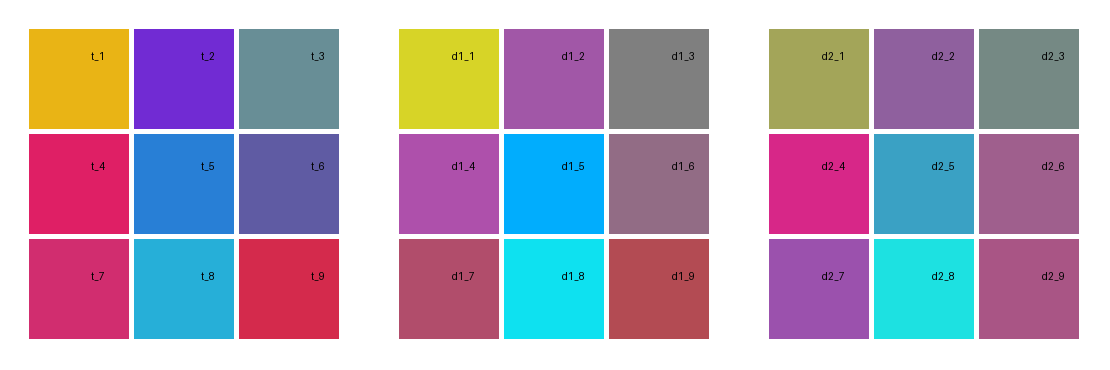 t_1 t_2 t_3 d1_1 d1_2 d1_3 d2_1 d2_2 d2_3
t_4 t_5 t_6 d1_4 d1_5 d1_6 d2_4 d2_5 d2_6
t_7 t_8 t_9 d1_7 d1_8 d1_9 d2_7 d2_8 d2_9